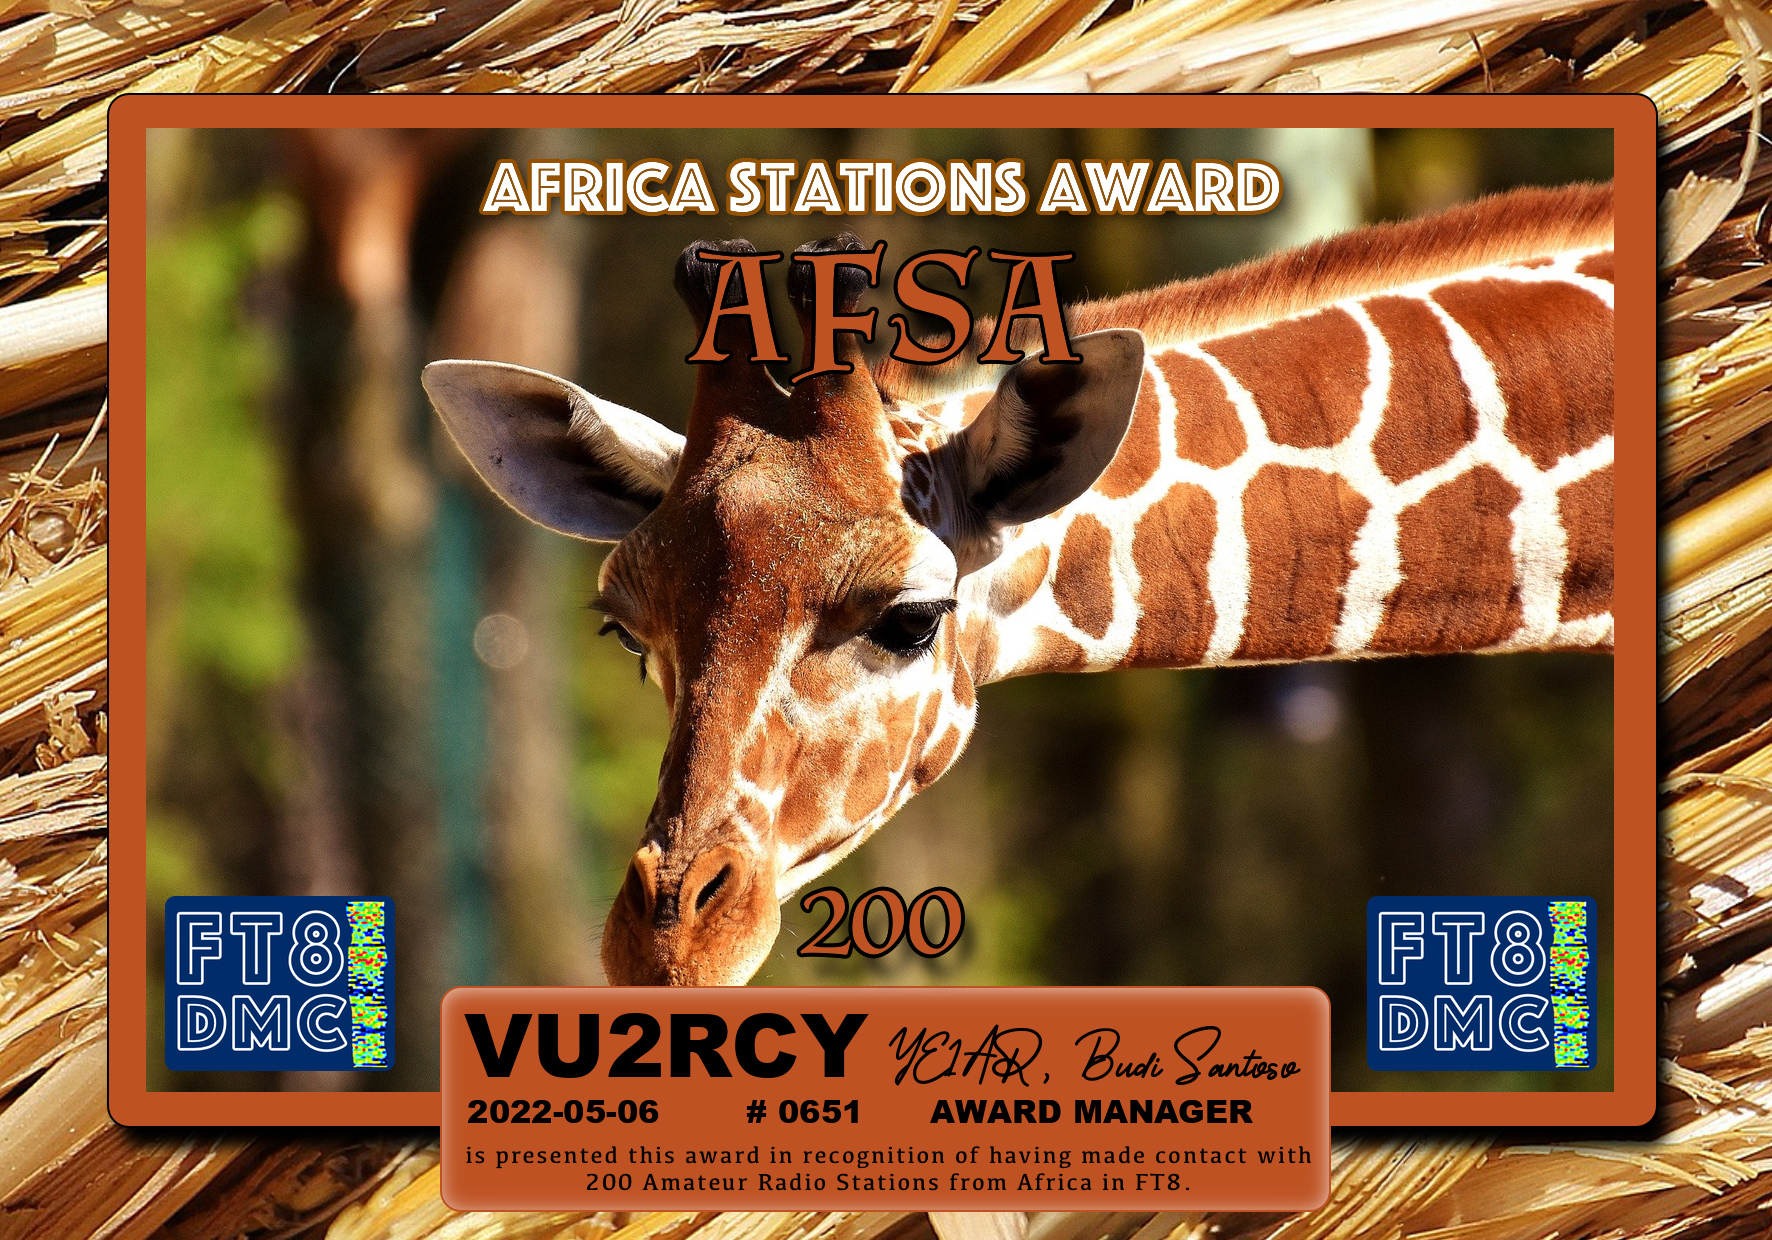 AFRICA STATIONS AWARD
AFSA
200
FT8
DMC
FT8
DMC
VU2RCY YE1AR, Budi Santoso
2022-05-06 # 0651 AWARD MANAGER
is presented this award in recognition of having made contact with
200 Amateur Radio Stations from Africa in FT8.